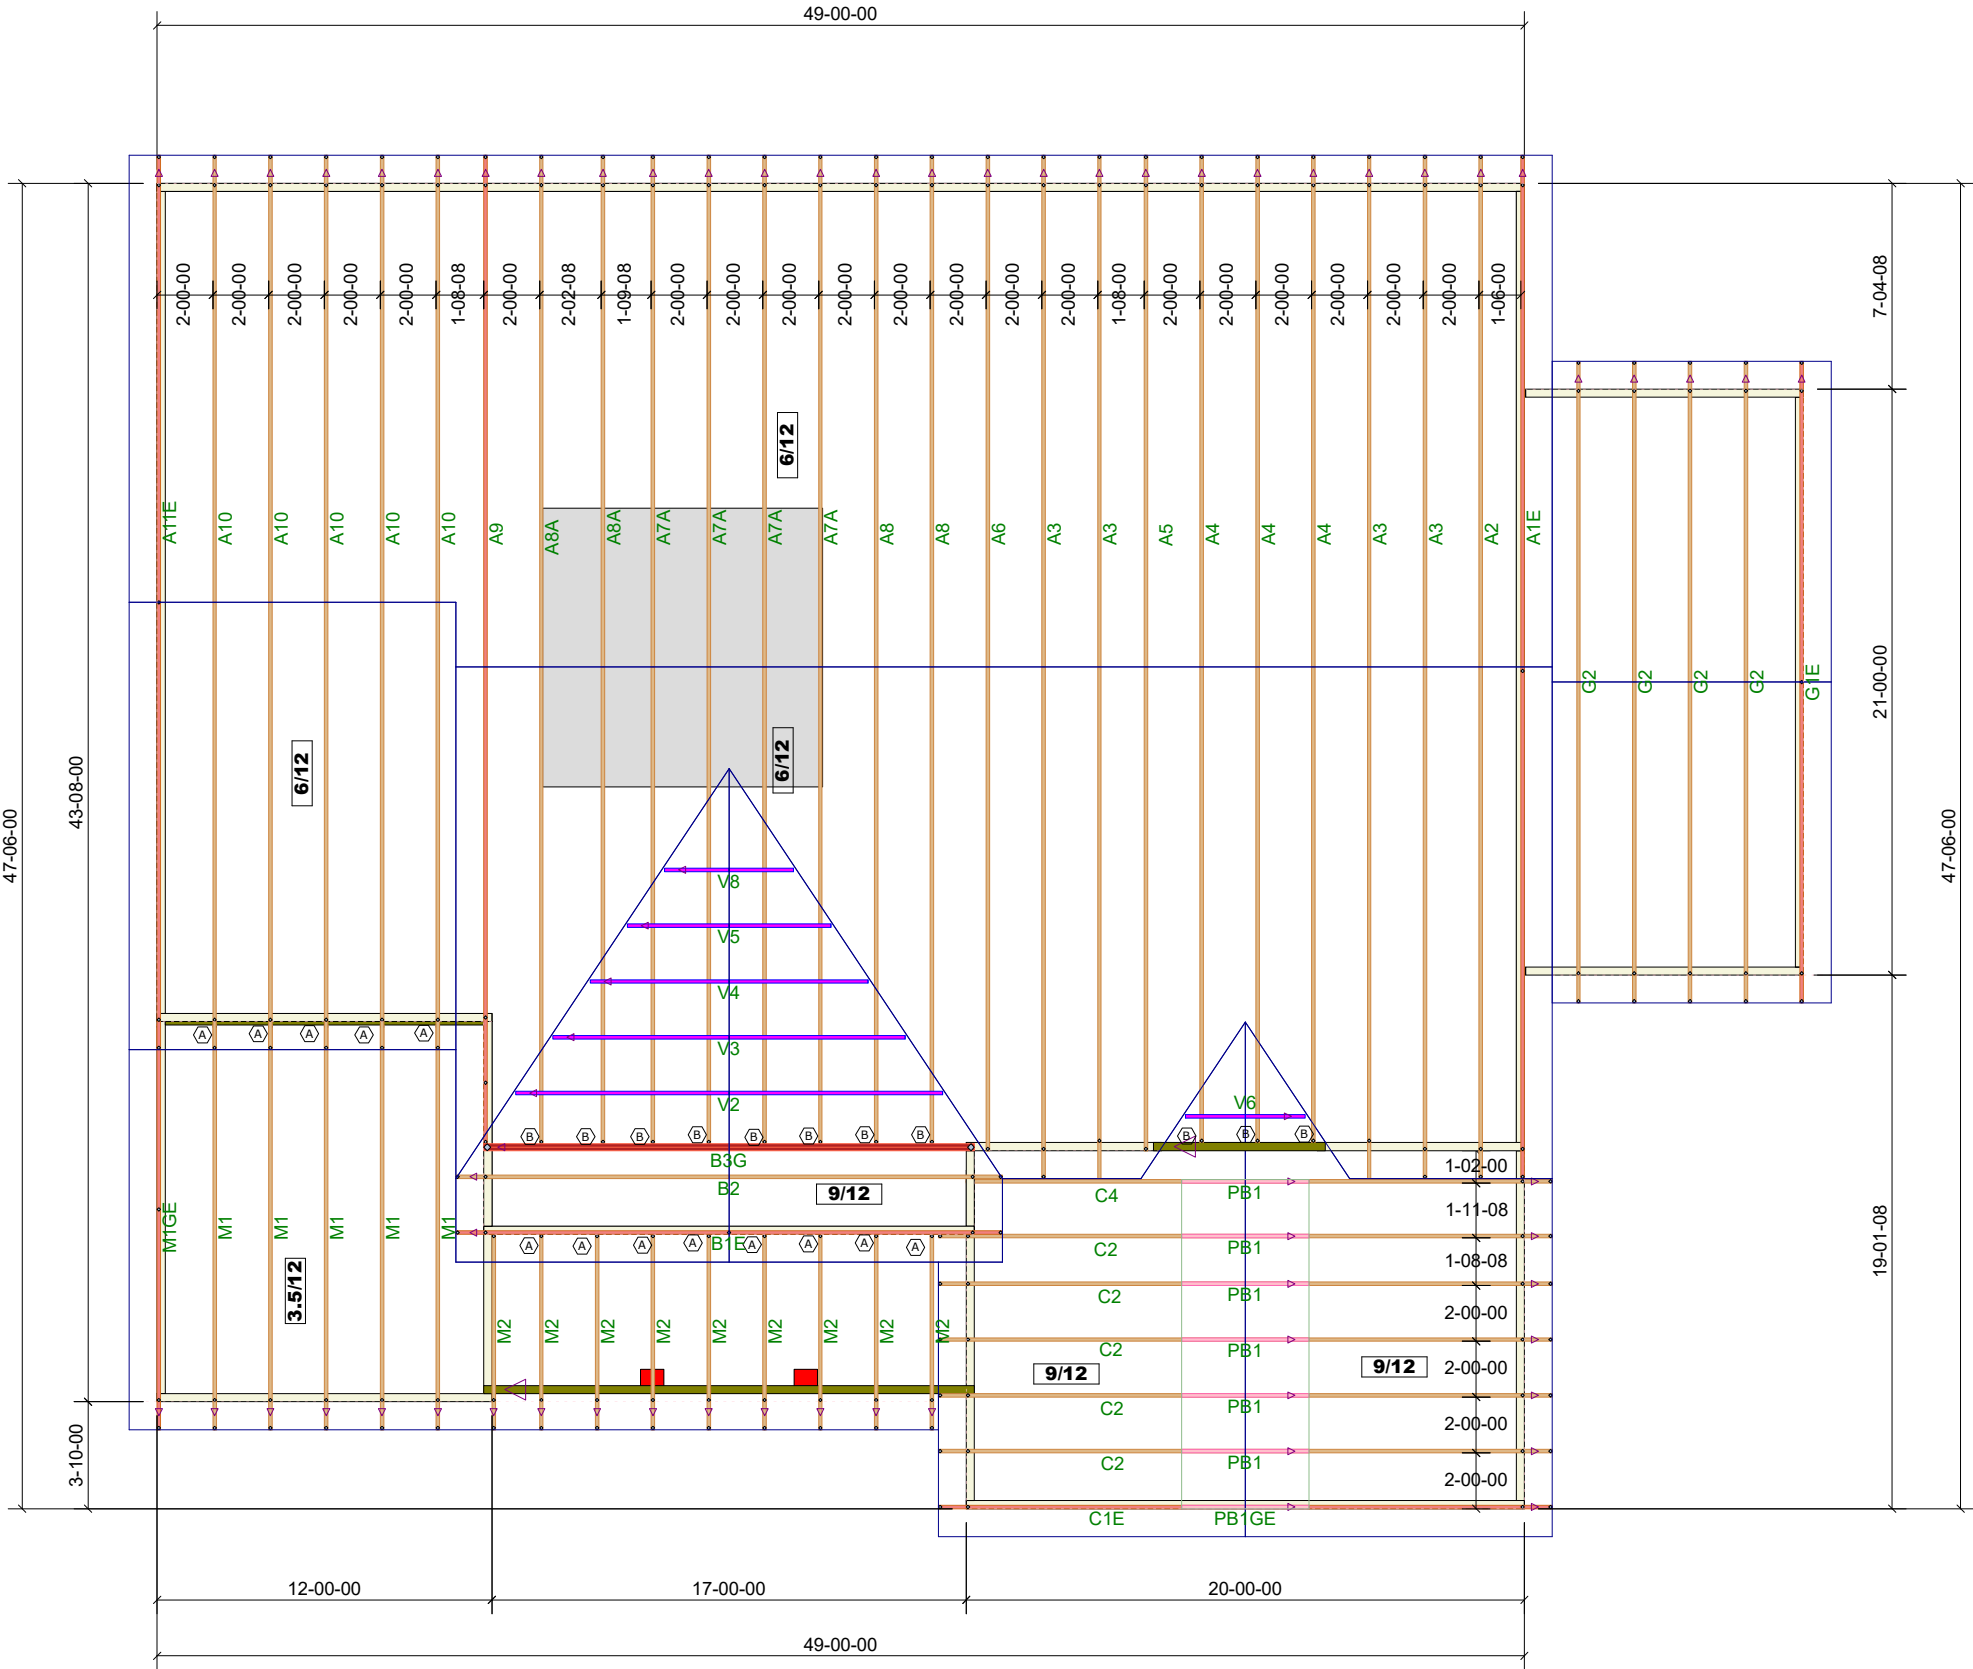 49-00-00
2-00-00
2-00-00
2-00-00
2-00-00
2-00-00
1-08-08
2-00-00
2-02-08
1-09-08
2-00-00
2-00-00
2-00-00
2-00-00
2-00-00
2-00-00
2-00-00
2-00-00
1-08-00
2-00-00
2-00-00
2-00-00
2-00-00
2-00-00
2-00-00
1-06-00
7-04-08
6/12
A11E
A10
A10
A10
A10
A10
A9
A8A
A8A
A7A
A7A
A7A
A7A
A8
A8
A6
A3
A3
A5
A4
A4
A4
A3
A3
A2
A1E
G2
G2
G2
G2
G1E
21-00-00
6/12
6/12
43-08-00
47-06-00
47-06-00
V8
V5
V4
V3
V2
V6
A
A
A
A
A
B
B
B
B
B
B
B
B
B
B
B
B3G
B2
9/12
1-02-00
C4
PB1
1-11-08
M1GE
M1
M1
M1
M1
M1
B1E
A
A
A
A
A
A
A
A
C2
PB1
1-08-08
3.5/12
C2
PB1
2-00-00
M2
M2
M2
M2
M2
M2
M2
M2
M2
C2
PB1
2-00-00
9/12
9/12
C2
PB1
2-00-00
C2
PB1
2-00-00
C1E
PB1GE
19-01-08
3-10-00
12-00-00
17-00-00
20-00-00
49-00-00